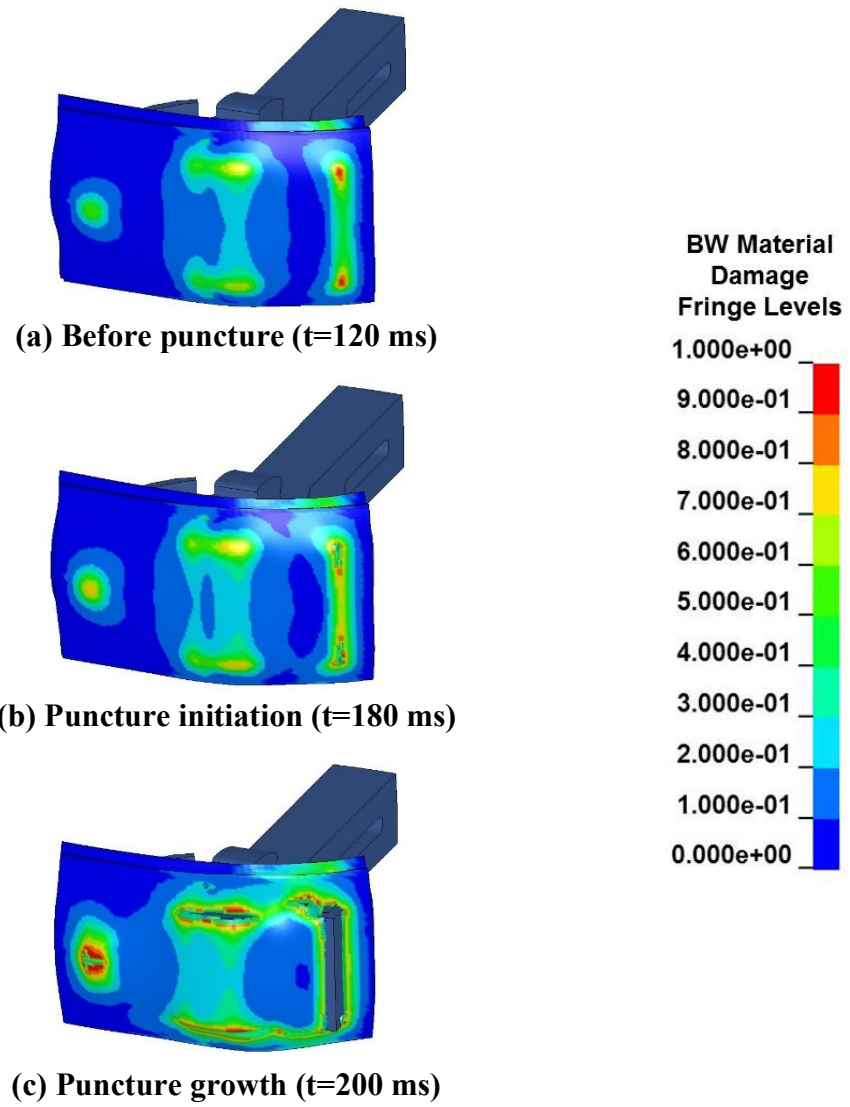 (a) Before puncture (t=120 ms)
BW Material
Damage
Fringe Levels
1.000e+00
9.000e-01
8.000e-01
7.000e-01
6.000e-01
5.000e-01
4.000e-01
3.000e-01
2.000e-01
1.000e-01
0.000e+00
(b) Puncture initiation (t=180 ms)
(c) Puncture growth (t=200 ms)